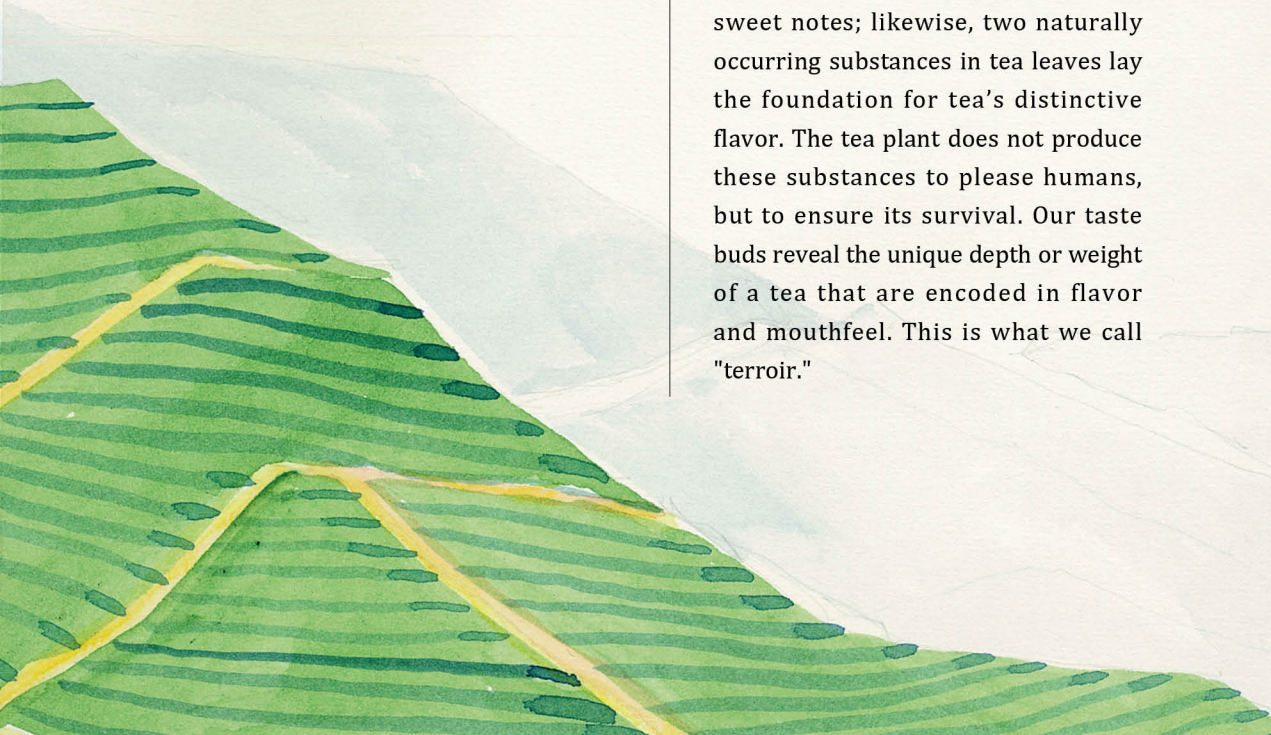 sweet notes; likewise, two naturally
occurring substances in tea leaves lay
the foundation for tea’s distinctive
flavor. The tea plant does not produce
these substances to please humans,
but to ensure its survival. Our taste
buds reveal the unique depth or weight
of a tea that are encoded in flavor
and mouthfeel. This is what we call
"terroir."